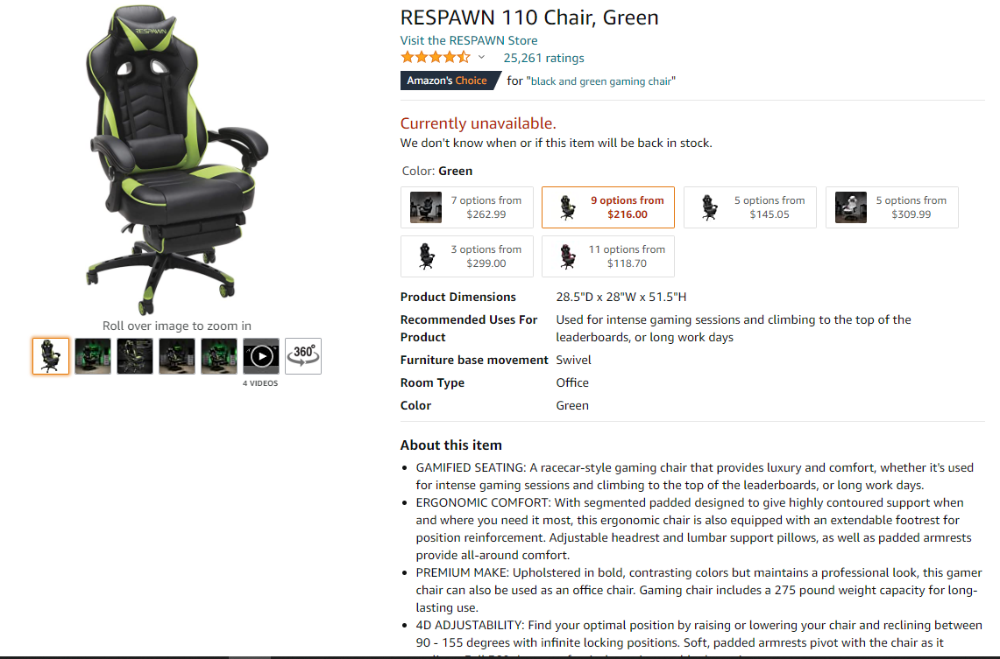 RESPAWN
RESPAWN 110 Chair, Green
Visit the RESPAWN Store
25,261 ratings
Amazon's Choice for "black and green gaming chair"
Currently unavailable.
We don't know when or if this item will be back in stock.
Color: Green
7 options from
$262.99
9 options from
$216.00
5 options from
$145.05
5 options from
$309.99
3 options from
$299.00
11 options from
$118.70
Roll over image to zoom in
360°
4 VIDEOS
Product Dimensions 28.5"D x 28"W x 51.5"H
Recommended Uses For Used for intense gaming sessions and climbing to the top of the
Product leaderboards, or long work days
Furniture base movement Swivel
Room Type Office
Color Green
About this item
• GAMIFIED SEATING: A racecar-style gaming chair that provides luxury and comfort, whether it's used
for intense gaming sessions and climbing to the top of the leaderboards, or long work days.
• ERGONOMIC COMFORT: With segmented padded designed to give highly contoured support when
and where you need it most, this ergonomic chair is also equipped with an extendable footrest for
position reinforcement. Adjustable headrest and lumbar support pillows, as well as padded armrests
provide all-around comfort.
• PREMIUM MAKE: Upholstered in bold, contrasting colors but maintains a professional look, this gamer
chair can also be used as an office chair. Gaming chair includes a 275 pound weight capacity for long-
lasting use.
• 4D ADJUSTABILITY: Find your optimal position by raising or lowering your chair and reclining between
90 - 155 degrees with infinite locking positions. Soft, padded armrests pivot with the chair as it